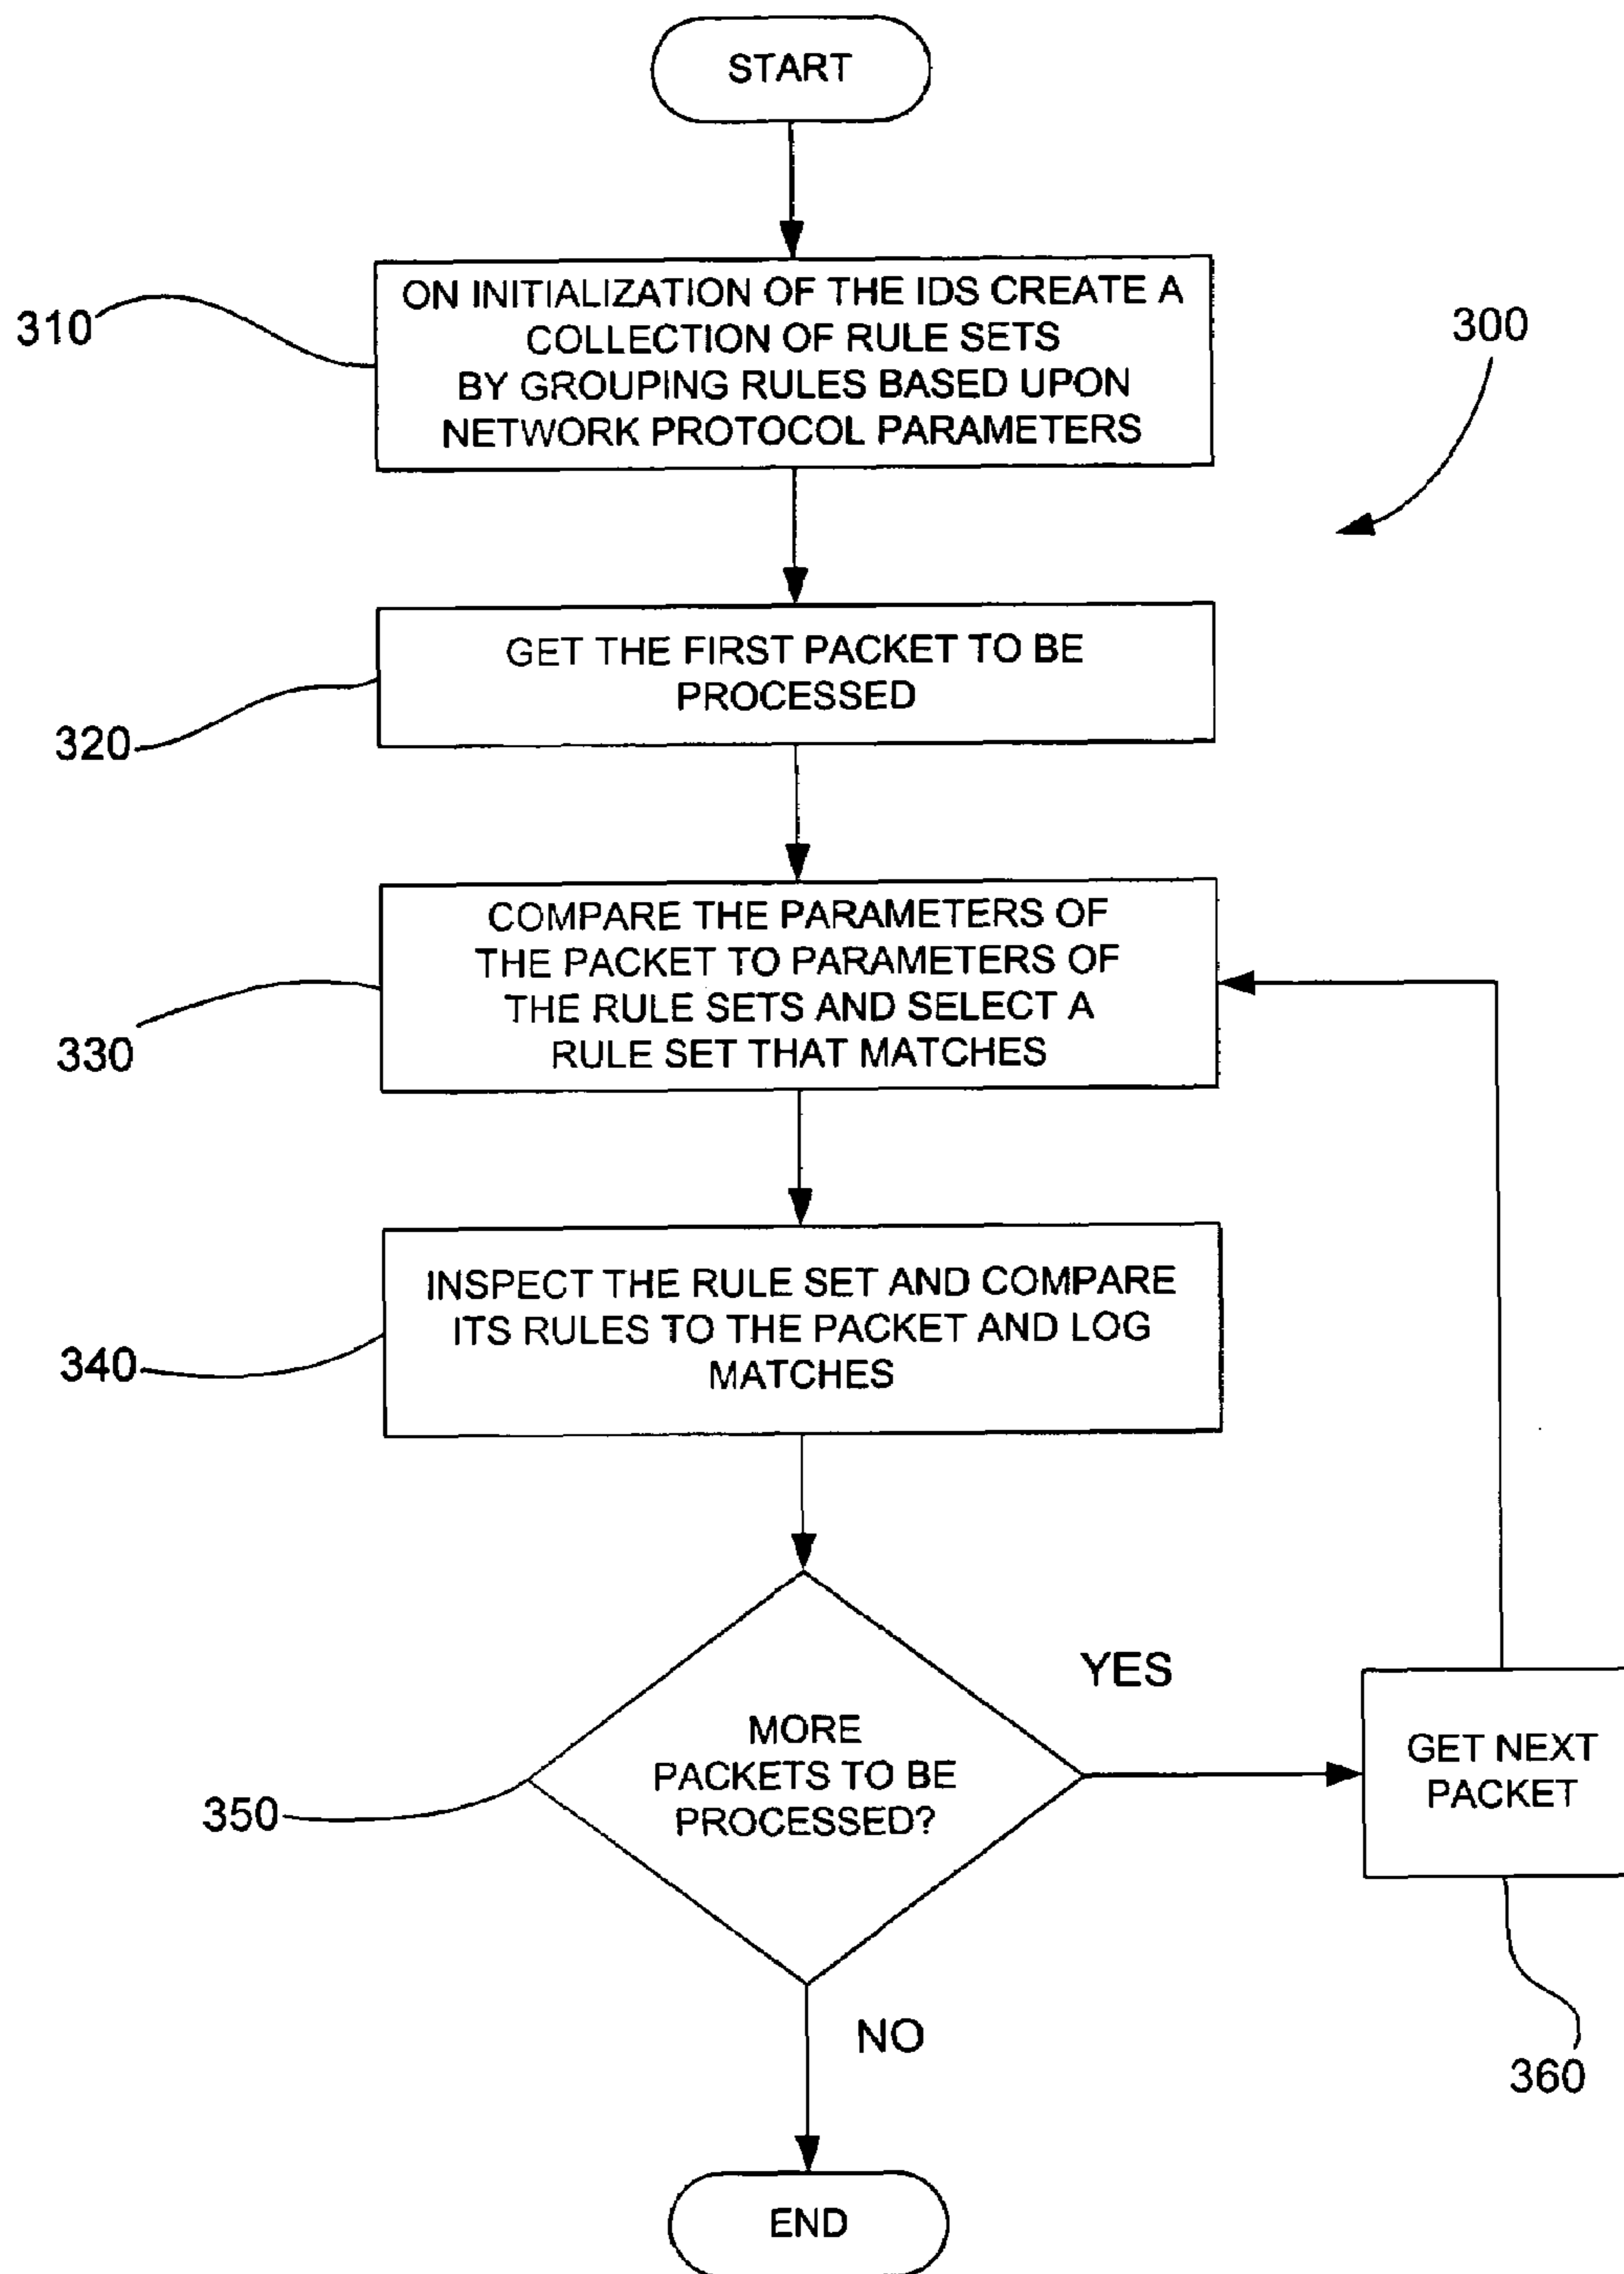 START
310
ON INITIALIZATION OF THE IDS CREATE A
COLLECTION OF RULE SETS
BY GROUPING RULES BASED UPON
NETWORK PROTOCOL PARAMETERS
300
320
GET THE FIRST PACKET TO BE
PROCESSED
330
COMPARE THE PARAMETERS OF
THE PACKET TO PARAMETERS OF
THE RULE SETS AND SELECT A
RULE SET THAT MATCHES
340
INSPECT THE RULE SET AND COMPARE
ITS RULES TO THE PACKET AND LOG
MATCHES
350
MORE
PACKETS TO BE
PROCESSED?
YES
GET NEXT
PACKET
360
NO
END